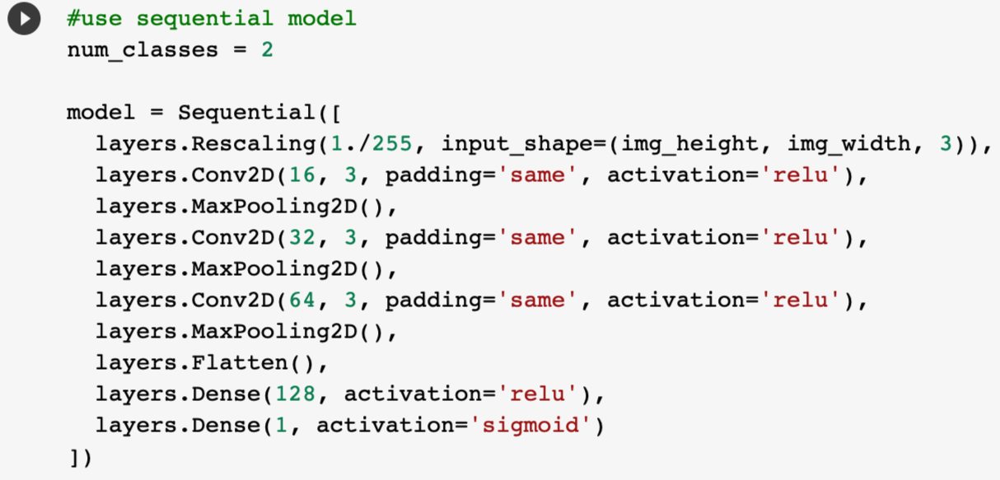 #use sequential model
num_classes = 2

model = Sequential([
  layers.Rescaling(1./255, input_shape=(img_height, img_width, 3)),
  layers.Conv2D(16, 3, padding='same', activation='relu'),
  layers.MaxPooling2D(),
  layers.Conv2D(32, 3, padding='same', activation='relu'),
  layers.MaxPooling2D(),
  layers.Conv2D(64, 3, padding='same', activation='relu'),
  layers.MaxPooling2D(),
  layers.Flatten(),
  layers.Dense(128, activation='relu'),
  layers.Dense(1, activation='sigmoid')
])